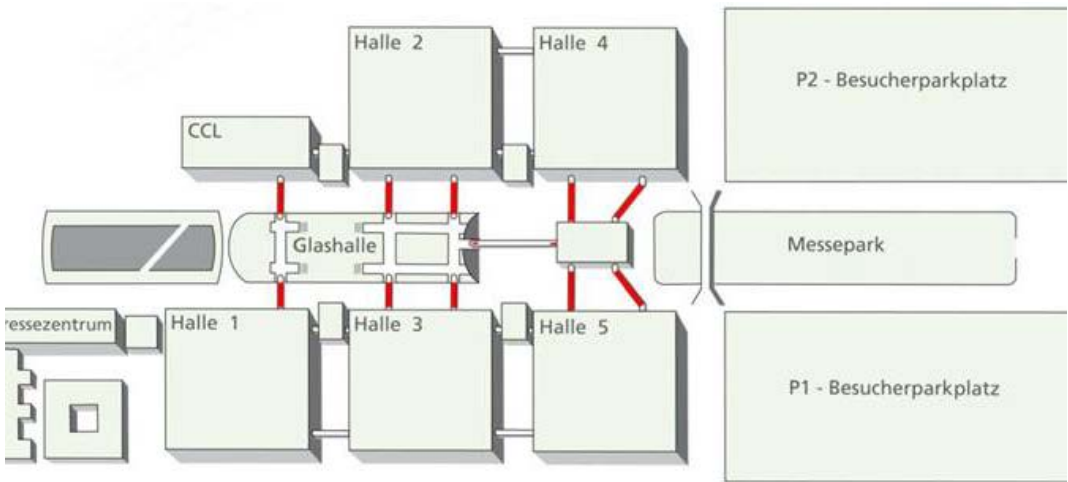 Halle 2
Halle 4
P2 - Besucherparkplatz
CCL
Glashalle
Messepark
ressezentrum
Halle 1
Halle 3
Halle 5
P1 - Besucherparkplatz